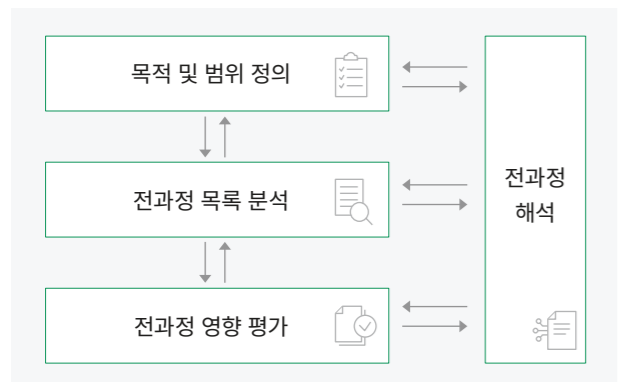 목적 및 범위 정의
전과정 목록 분석
전과정 영향 평가
전과정
해석